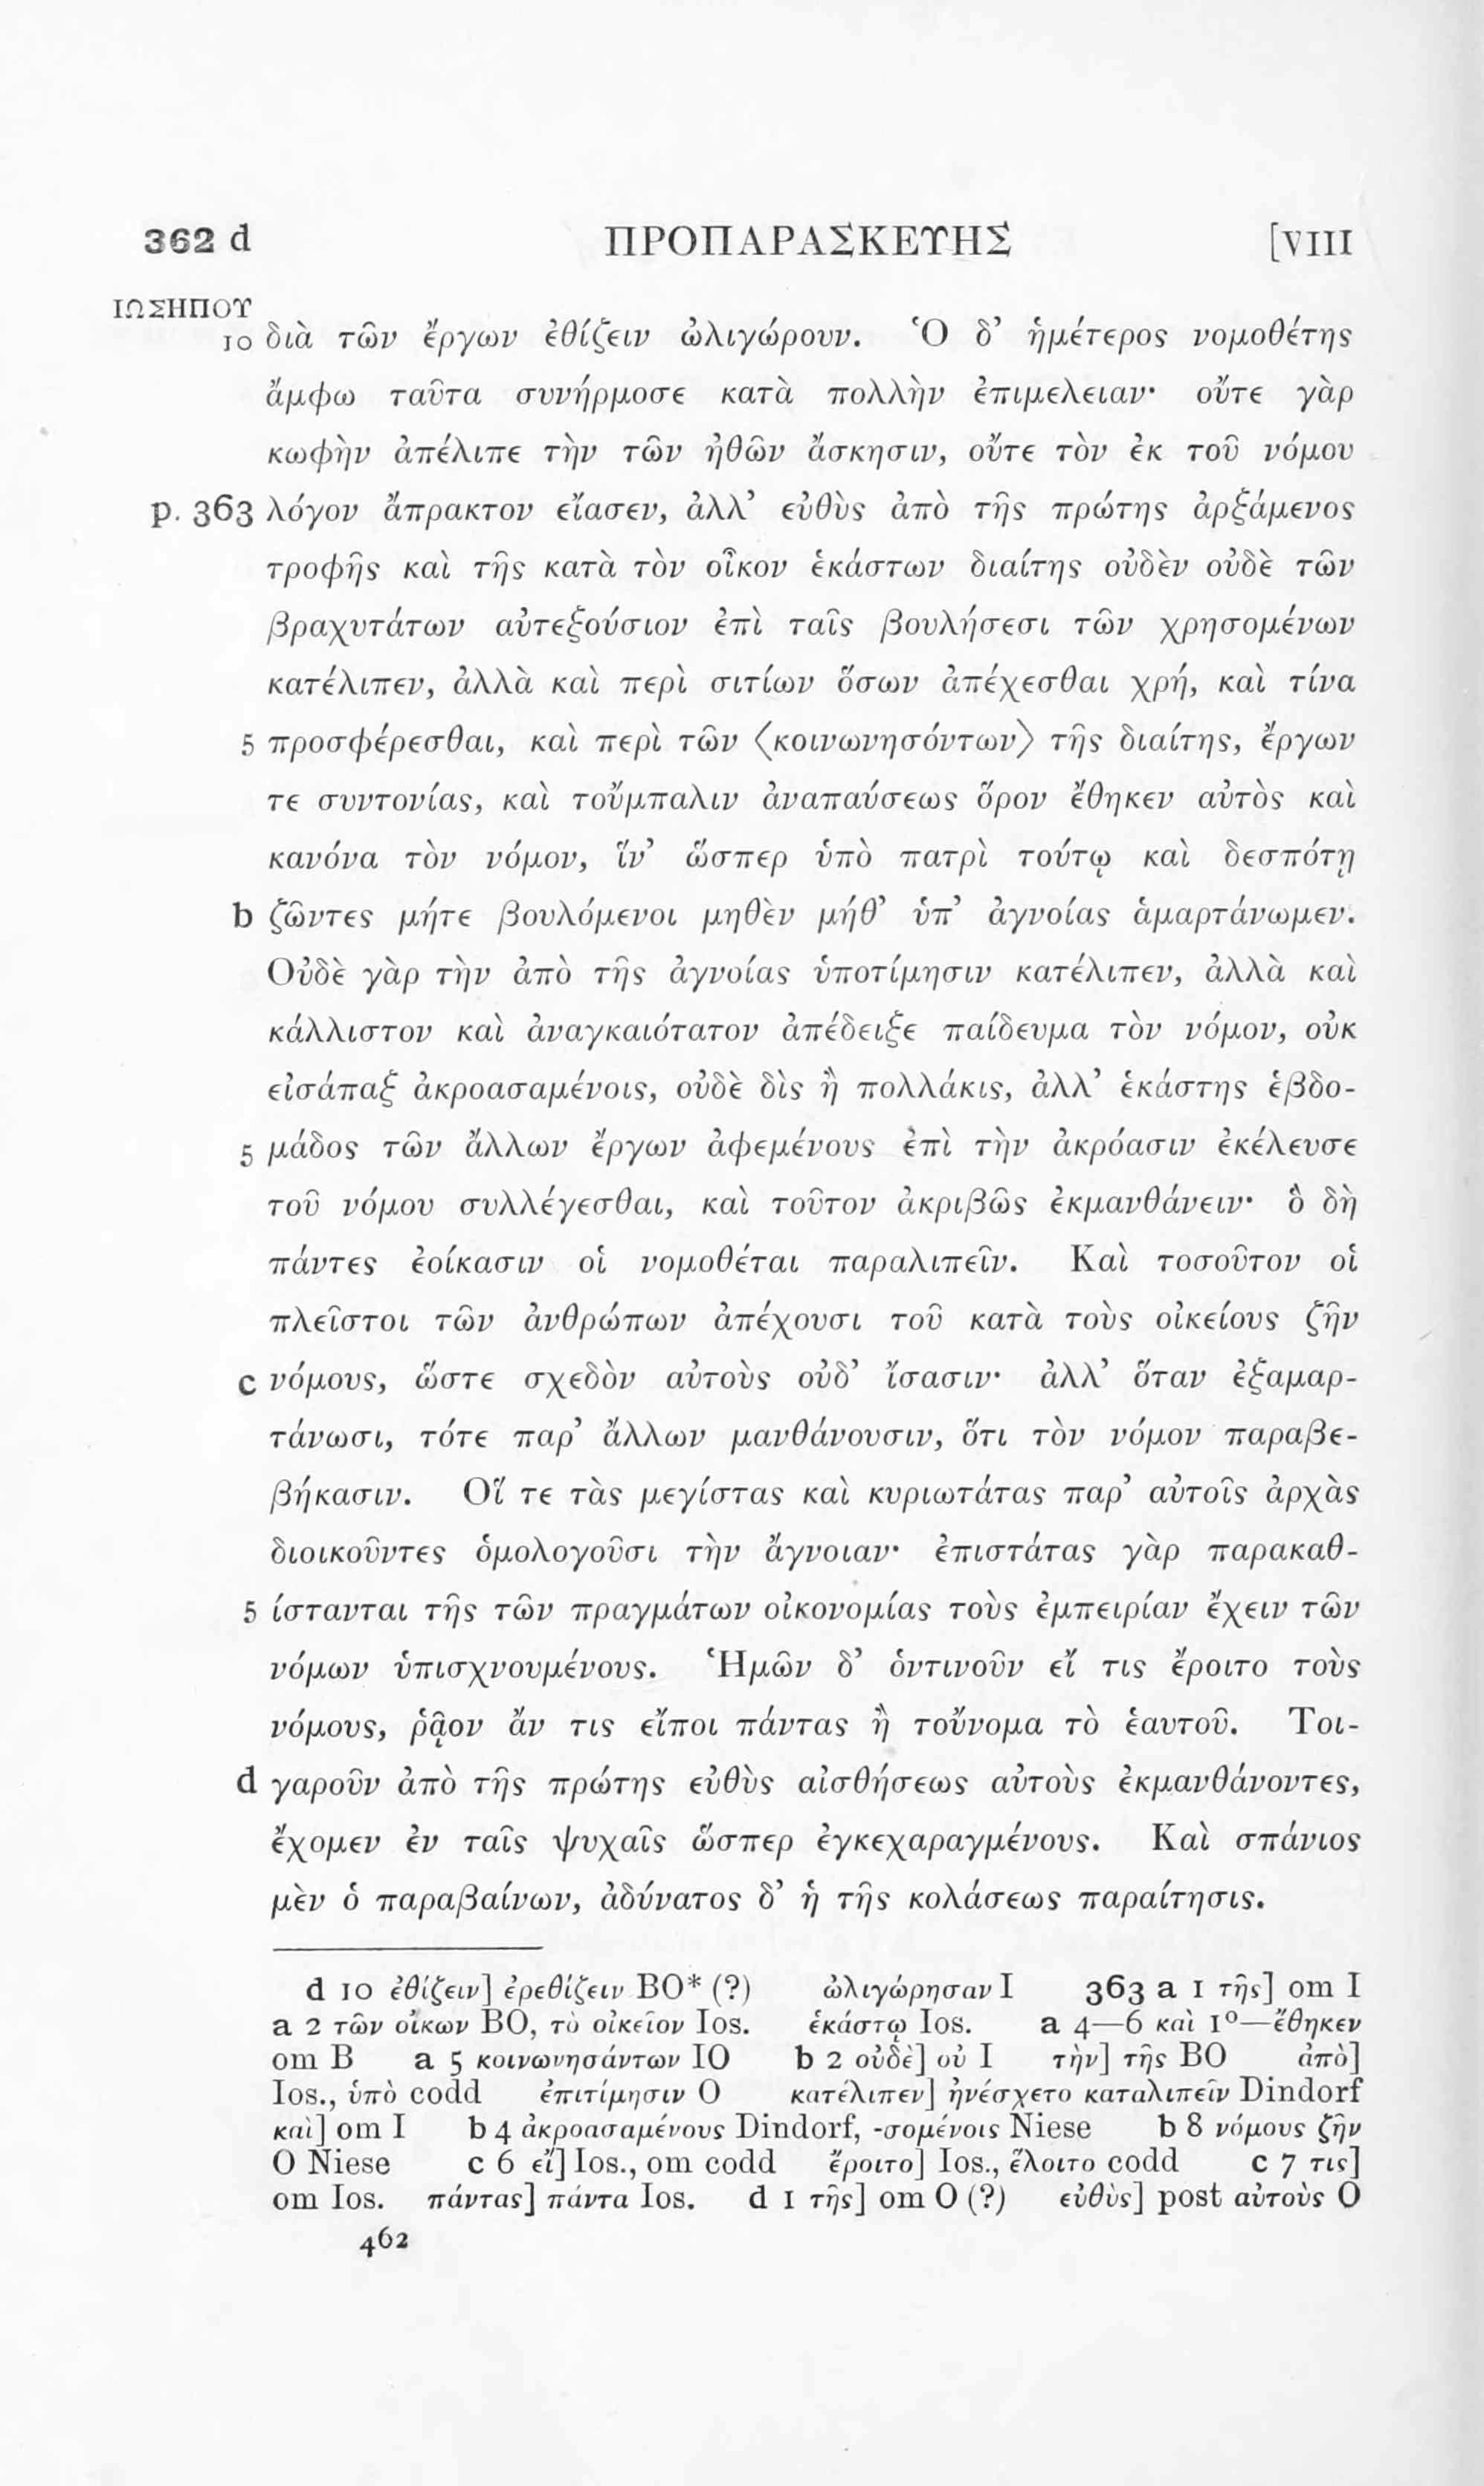 362 d ΠΡΟΠΑΡΑΣΚΕΥΗΣ [VIII
ΙΩΣΗΠΟΥ
10 διὰ τῶν ἔργων ἐθίζειν ὠλιγώρουν. Ὁ δ’ ἡμέτερος νομοθέτης
ἄμφω ταῦτα συνήρμοσε κατὰ πολλὴν ἐπιμελειαν· οὔτε γὰρ
κωφὴν ἀπέλιπε τὴν τῶν ἠθῶν ἄσκησιν, οὔτε τὸν ἐκ τοῦ νόμου
p. 363 λόγον ἄπρακτον εἴασεν, ἀλλ’ εὐθὺς ἀπὸ τῆς πρώτης ἀρξάμενος
τροφῆς καὶ τῆς κατὰ τὸν οἶκον ἑκάστων διαίτης οὐδὲν οὐδὲ τῶν
βραχυτάτων αὐτεξούσιον ἐπὶ ταῖς βουλήσεσι τῶν χρησομένων
κατέλιπεν, ἀλλὰ καὶ περὶ σιτίων ὅσων ἀπέχεσθαι χρή, καὶ τίνα
5 προσφέρεσθαι, καὶ περὶ τῶν ⟨κοινωνησόντων⟩ τῆς διαίτης, ἔργων
τε συντονίας, καὶ τοὔμπαλιν ἀναπαύσεως ὅρον ἔθηκεν αὐτὸς καὶ
κανόνα τὸν νόμον, ἵν’ ὥσπερ ὑπὸ πατρὶ τούτῳ καὶ δεσπότῃ
b ζῶντες μήτε βουλόμενοι μηθὲν μήθ’ ὑπ’ ἀγνοίας ἁμαρτάνωμεν.
Οὐδὲ γὰρ τὴν ἀπὸ τῆς ἀγνοίας ὑποτίμησιν κατέλιπεν, ἀλλὰ καὶ
κάλλιστον καὶ ἀναγκαιότατον ἀπέδειξε παίδευμα τὸν νόμον, οὐκ
εἰσάπαξ ἀκροασαμένοις, οὐδὲ δὶς ἢ πολλάκις, ἀλλ’ ἑκάστης ἑβδο-
5 μάδος τῶν ἄλλων ἔργων ἀφεμένους ἐπὶ τὴν ἀκρόασιν ἐκέλευσε
τοῦ νόμου συλλέγεσθαι, καὶ τοῦτον ἀκριβῶς ἐκμανθάνειν· ὃ δὴ
πάντες ἐοίκασιν οἱ νομοθέται παραλιπεῖν. Καὶ τοσοῦτον οἱ
πλεῖστοι τῶν ἀνθρώπων ἀπέχουσι τοῦ κατὰ τοὺς οἰκείους ζῆν
c νόμους, ὥστε σχεδὸν αὐτοὺς οὐδ’ ἴσασιν· ἀλλ’ ὅταν ἐξαμαρ-
τάνωσι, τότε παρ’ ἄλλων μανθάνουσιν, ὅτι τὸν νόμον παραβε-
βήκασιν. Οἵ τε τὰς μεγίστας καὶ κυριωτάτας παρ’ αὐτοῖς ἀρχὰς
διοικοῦντες ὁμολογοῦσι τὴν ἄγνοιαν· ἐπιστάτας γὰρ παρακαθ-
5 ίστανται τῆς τῶν πραγμάτων οἰκονομίας τοὺς ἐμπειρίαν ἔχειν τῶν
νόμων ὑπισχνουμένους. Ἡμῶν δ’ ὁντινοῦν εἴ τις ἔροιτο τοὺς
νόμους, ῥᾷον ἄν τις εἴποι πάντας ἢ τοὔνομα τὸ ἑαυτοῦ. Τοι-
d γαροῦν ἀπὸ τῆς πρώτης εὐθὺς αἰσθήσεως αὐτοὺς ἐκμανθάνοντες,
ἔχομεν ἐν ταῖς ψυχαῖς ὥσπερ ἐγκεχαραγμένους. Καὶ σπάνιος
μὲν ὁ παραβαίνων, ἀδύνατος δ’ ἡ τῆς κολάσεως παραίτησις.
d 10 ἐθίζειν] ἐρεθίζειν BO* (?) ὠλιγώρησαν I 363 a 1 τῆς] om I
a 2 τῶν οἴκων BO, τὸ οἰκεῖον Ios. ἑκάστῳ Ios. a 4—6 καὶ 1⁰—ἔθηκεν
om B a 5 κοινωνησάντων IO b 2 οὐδὲ] οὐ I τὴν] τῆς BO ἀπὸ]
Ios., ὑπὸ codd ἐπιτίμησιν O κατέλιπεν] ἠνέσχετο καταλιπεῖν Dindorf
καὶ] om I b 4 ἀκροασαμένους Dindorf, -σομένοις Niese b 8 νόμους ζῆν
O Niese c 6 εἴ] Ios., om codd ἔροιτο] Ios., ἕλοιτο codd c 7 τις]
om Ios. πάντας] πάντα Ios. d 1 τῆς] om O (?) εὐθὺς] post αὐτοὺς O
462